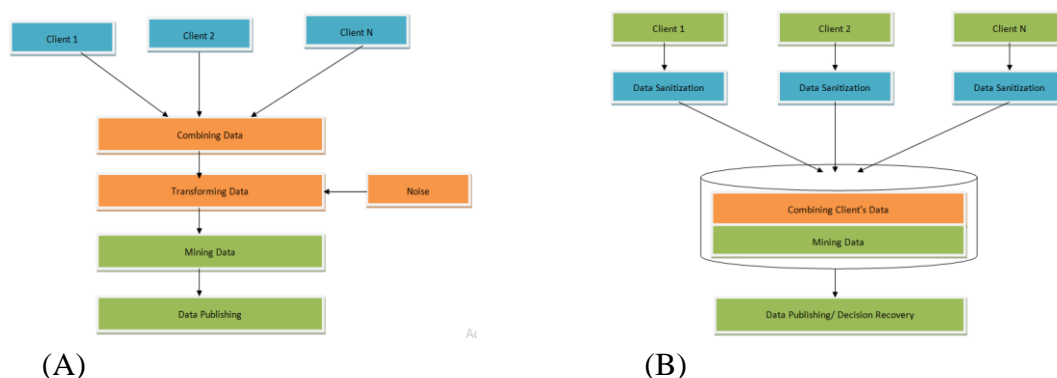 Client 1
Client 2
Client N
Combining Data
Transforming Data
Noise
Mining Data
Data Publishing
(A)
Client 1
Client 2
Client N
Data Sanitization
Data Sanitization
Data Sanitization
Combining Client's Data
Mining Data
Data Publishing/ Decision Recovery
(B)